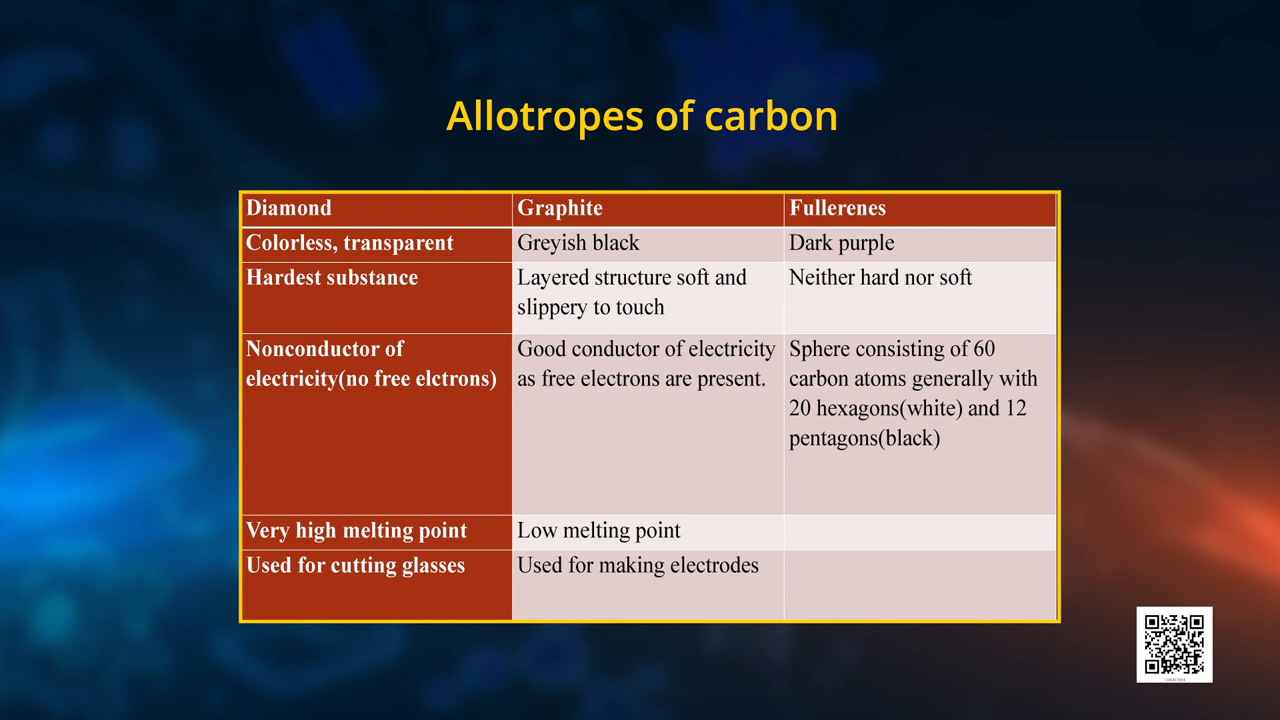 Allotropes of carbon
Diamond
Graphite
Fullerenes
Colorless, transparent
Greyish black
Dark purple
Hardest substance
Layered structure soft and
slippery to touch
Neither hard nor soft
Nonconductor of
electricity(no free elctrons)
Good conductor of electricity
as free electrons are present.
Sphere consisting of 60
carbon atoms generally with
20 hexagons(white) and 12
pentagons(black)
Very high melting point
Low melting point
Used for cutting glasses
Used for making electrodes